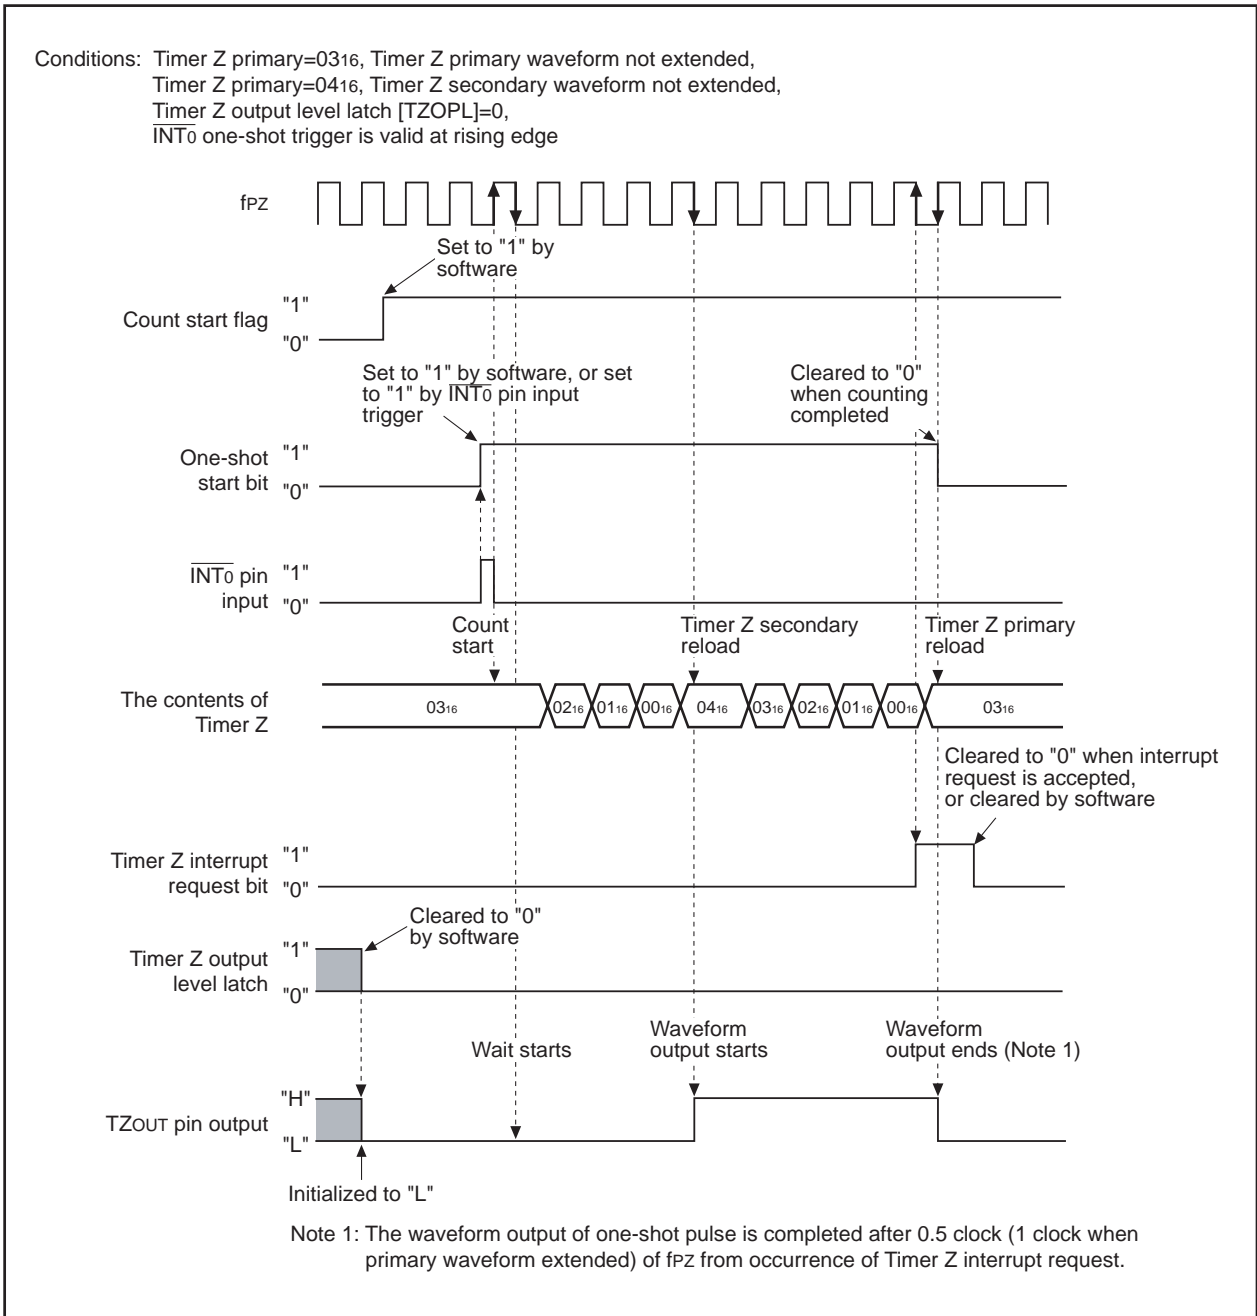 Conditions: Timer Z primary=0316, Timer Z primary waveform not extended,
Timer Z primary=0416, Timer Z secondary waveform not extended,
Timer Z output level latch [TZOPL]=0,
INT0 one-shot trigger is valid at rising edge
fPZ
Set to "1" by
software
"1"
Count start flag
"0"
Set to "1" by software, or set
to "1" by INT0 pin input
trigger
Cleared to "0"
when counting
completed
One-shot
start bit
"1"
"0"
INT0 pin
input
"1"
"0"
Count
start
Timer Z secondary
reload
Timer Z primary
reload
The contents of
Timer Z
0316 0216 0116 0016 0416 0316 0216 0116 0016 0316
Cleared to "0" when interrupt
request is accepted,
or cleared by software
Timer Z interrupt
request bit
"1"
"0"
Cleared to "0"
by software
Timer Z output
level latch
"1"
"0"
Wait starts
Waveform
output starts
Waveform
output ends (Note 1)
TZOUT pin output
"H"
"L"
Initialized to "L"
Note 1: The waveform output of one-shot pulse is completed after 0.5 clock (1 clock when
primary waveform extended) of fPZ from occurrence of Timer Z interrupt request.